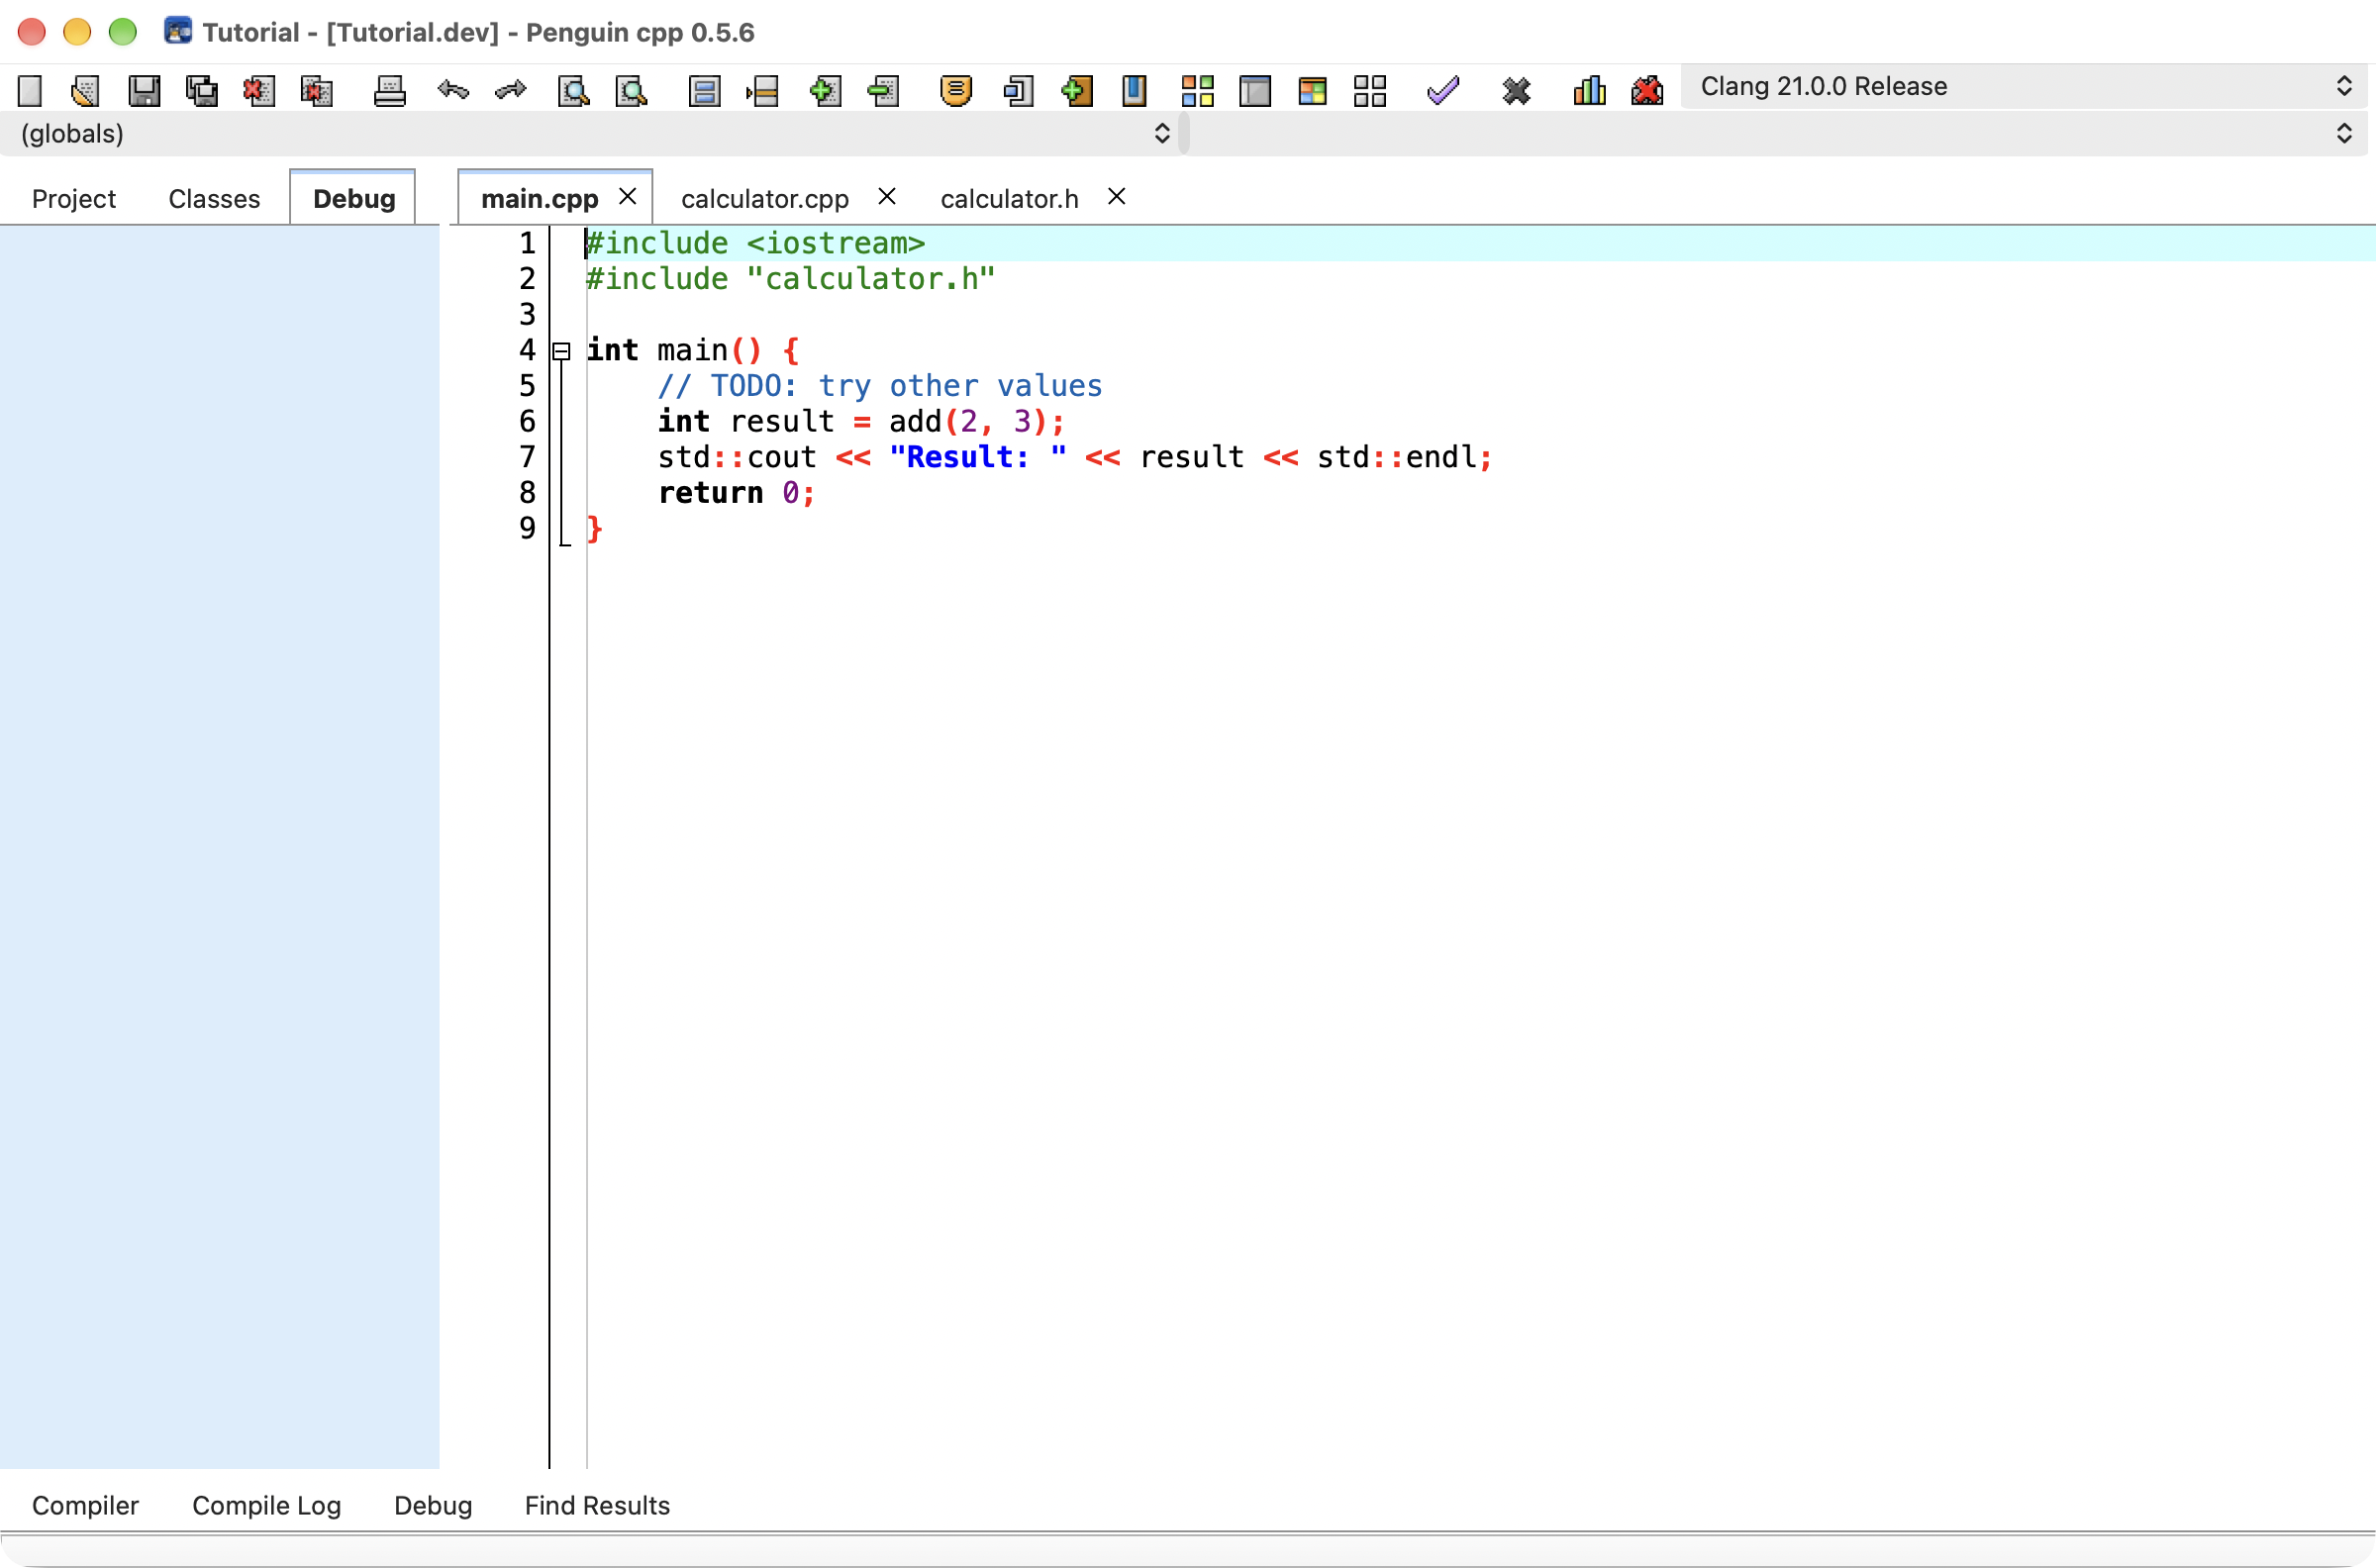 Tutorial - [Tutorial.dev] - Penguin cpp 0.5.6
Clang 21.0.0 Release
(globals)
Project Classes Debug main.cpp calculator.cpp calculator.h
1 #include <iostream>
2 #include "calculator.h"
3
4 int main() {
5     // TODO: try other values
6     int result = add(2, 3);
7     std::cout << "Result: " << result << std::endl;
8     return 0;
9 }
Compiler Compile Log Debug Find Results